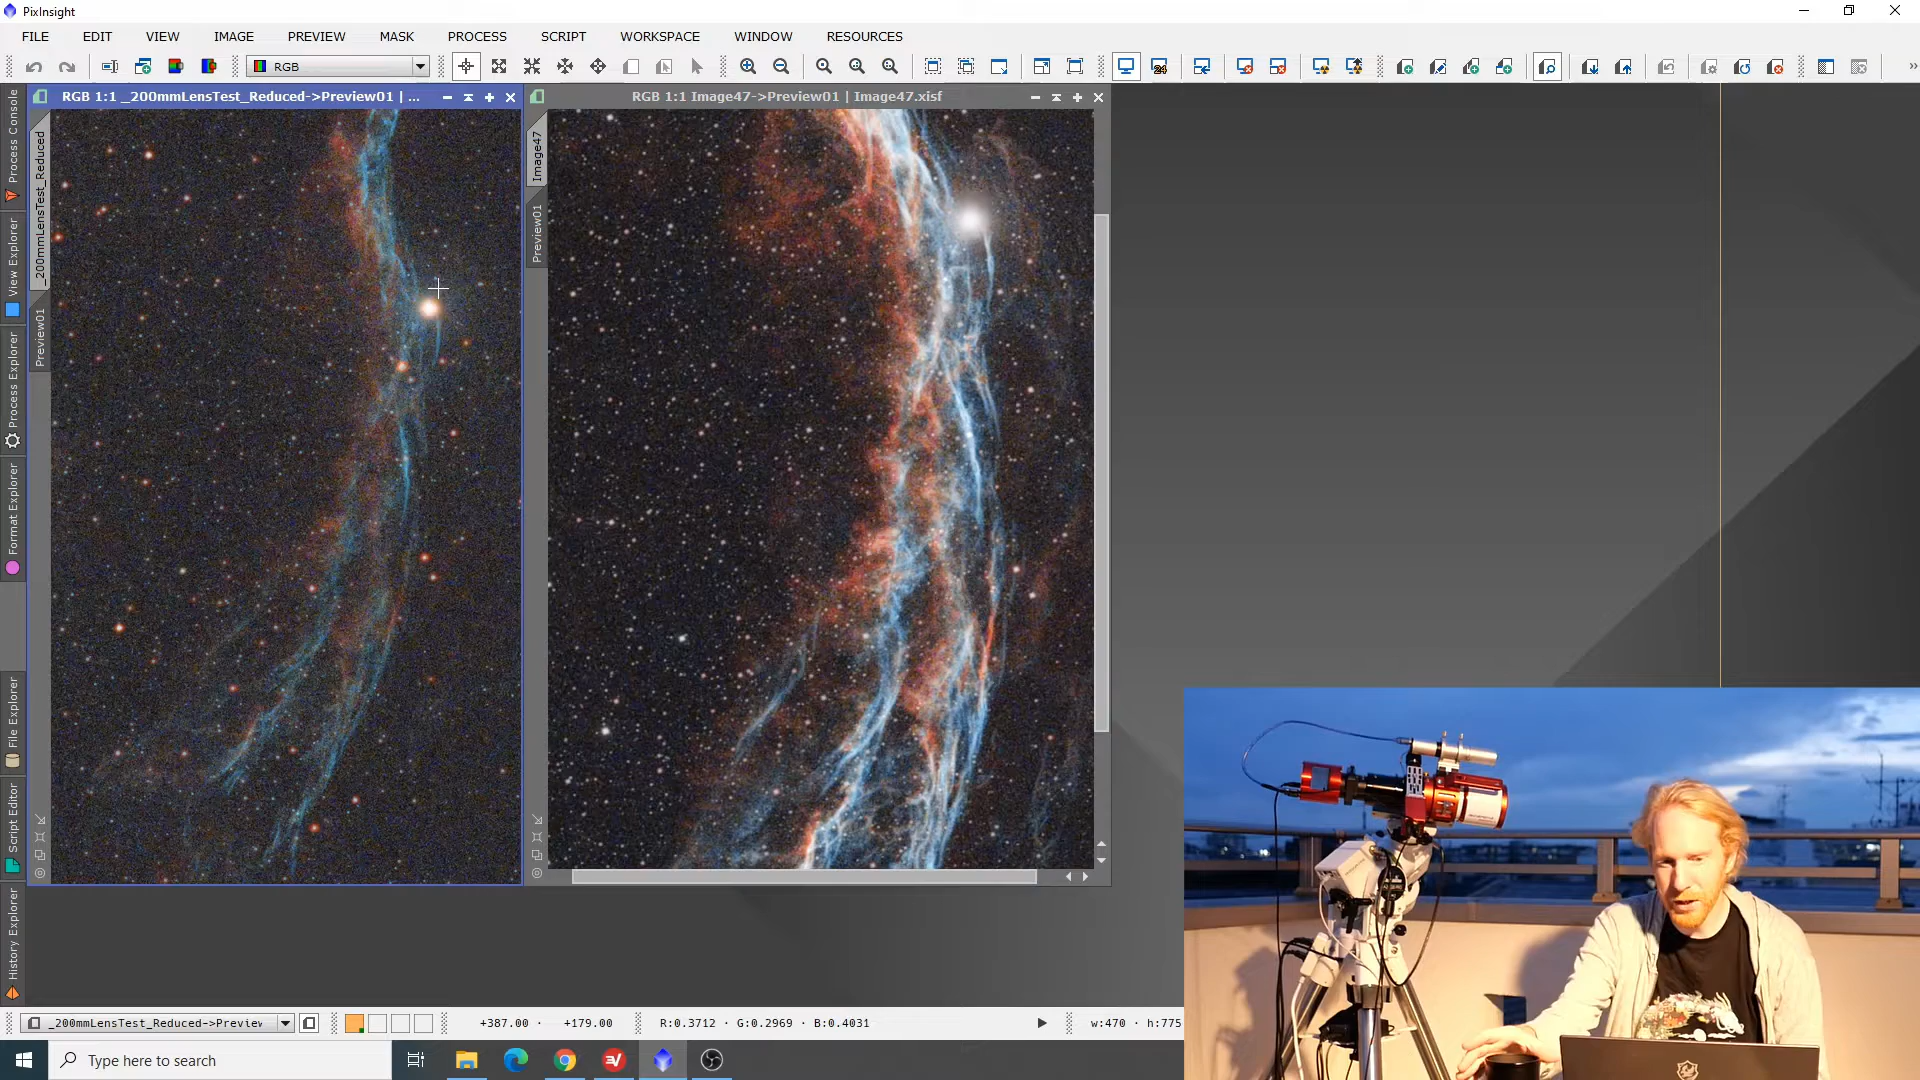 PixInsight
FILE EDIT VIEW IMAGE PREVIEW MASK PROCESS SCRIPT WORKSPACE WINDOW RESOURCES
RGB
24
RGB 1:1 _200mmLensTest_Reduced->Preview01 | ...
RGB 1:1 Image47->Preview01 | Image47.xisf
Process Console
View Explorer
Process Explorer
Format Explorer
File Explorer
Script Editor
History Explorer
_200mmLensTest_Reduced
Preview01
Image47
Preview01
_200mmLensTest_Reduced->Preview
+387.00 · +179.00
R:0.3712 · G:0.2969 · B:0.4031
w:470 · h:775
Type here to search